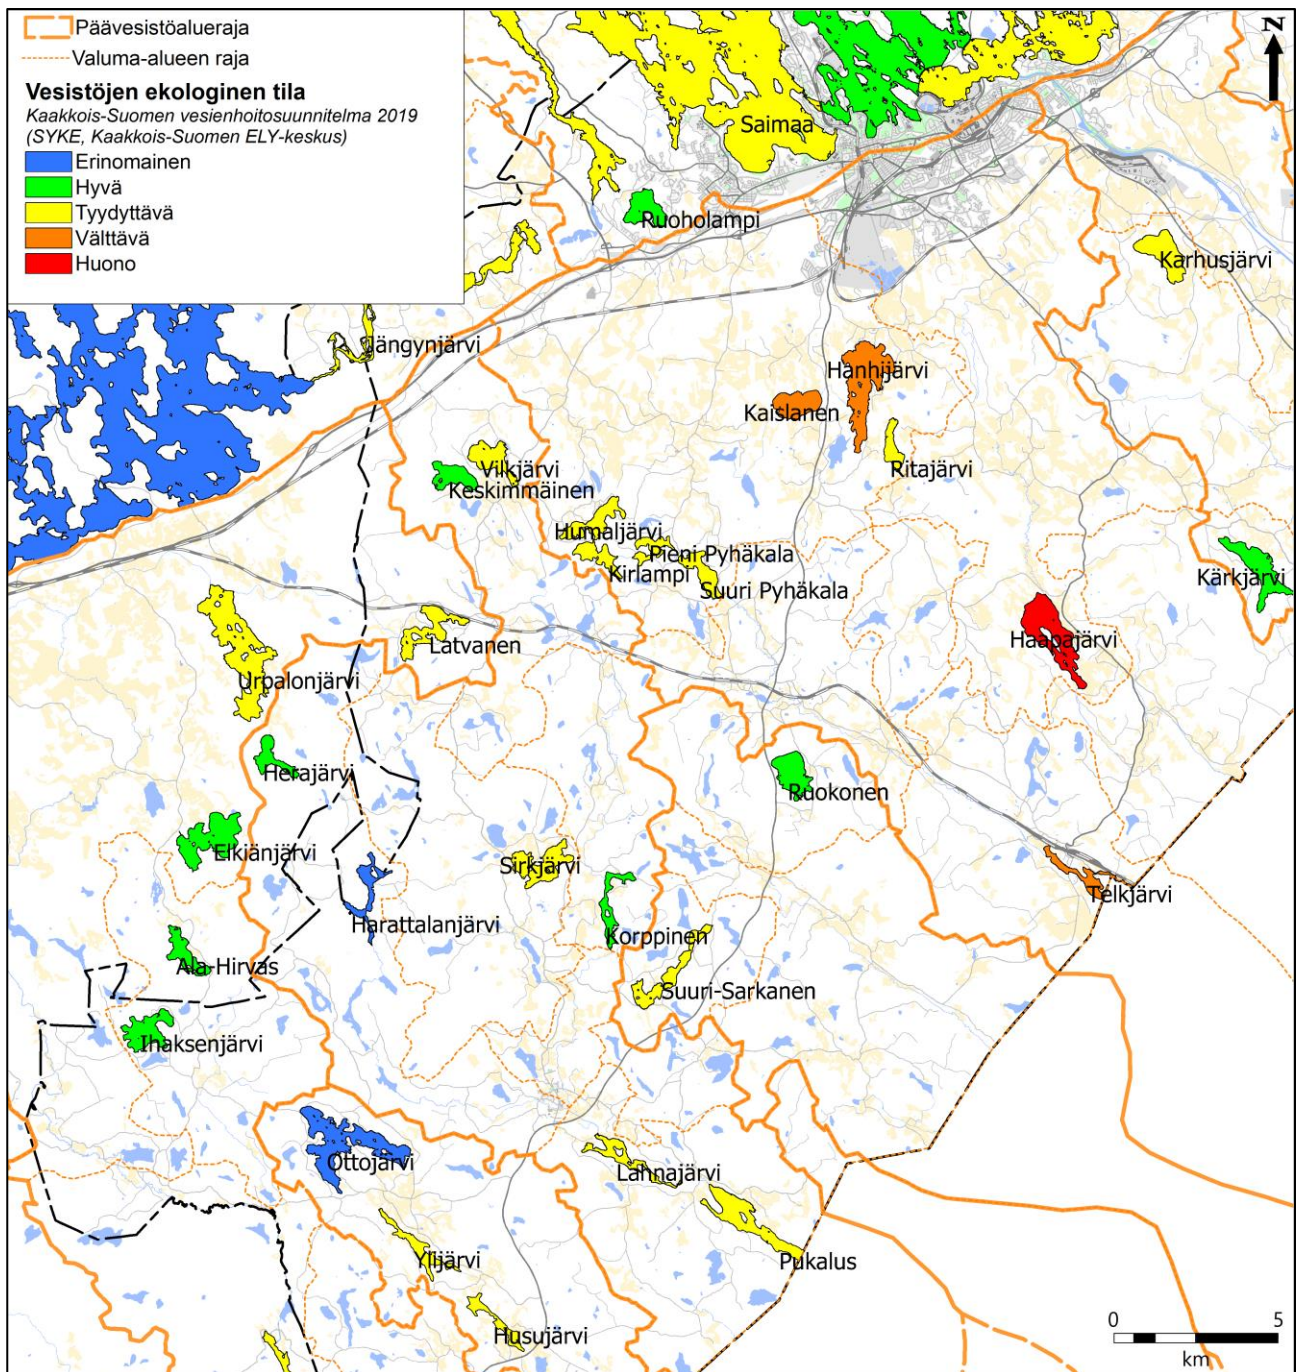 Päävesistöalueraja
Valuma-alueen raja
Vesistöjen ekologinen tila
Kaakkois-Suomen vesienhoitosuunnitelma 2019
(SYKE, Kaakkois-Suomen ELY-keskus)
Erinomainen
Hyvä
Tyydyttävä
Välttävä
Huono
N
Saimaa
Ruoholampi
Karhusjärvi
Jängynjärvi
Hanhijärvi
Kaislanen
Ritajärvi
Vilkjärvi
Keskimmäinen
Humaljärvi
Pieni Pyhäkala
Kirlampi
Suuri Pyhäkala
Kärkjärvi
Haapajärvi
Latvanen
Urpalonjärvi
Herajärvi
Ruokonen
Elkiänjärvi
Sirkjärvi
Telkjärvi
Harattalanjärvi
Korppinen
Ala-Hirvas
Suuri-Sarkanen
Ihaksenjärvi
Ottojärvi
Lahnajärvi
Ylijärvi
Pukalus
Husujärvi
0 5
km